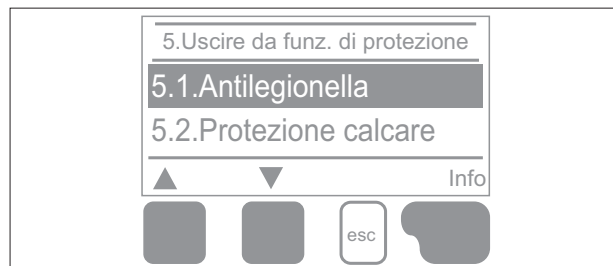 5.Uscire da funz. di protezione
5.1.Antilegionella
5.2.Protezione calcare
Info
esc